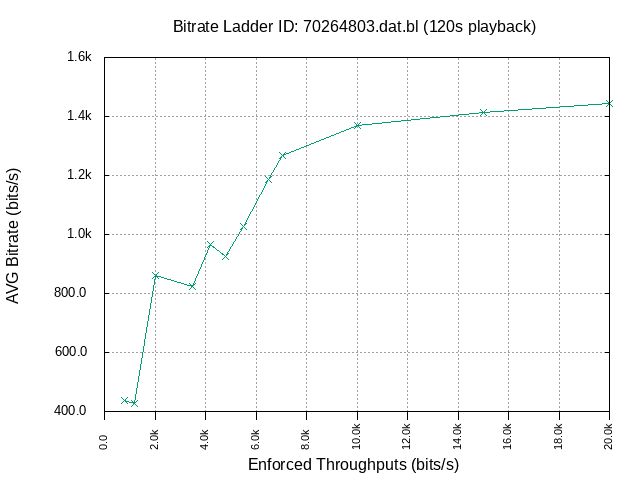 Bitrate Ladder ID: 70264803.dat.bl (120s playback)
1.6k
1.4k
1.2k
1.0k
800.0
600.0
400.0
AVG Bitrate (bits/s)
0.0
2.0k
4.0k
6.0k
8.0k
10.0k
12.0k
14.0k
16.0k
18.0k
20.0k
Enforced Throughputs (bits/s)